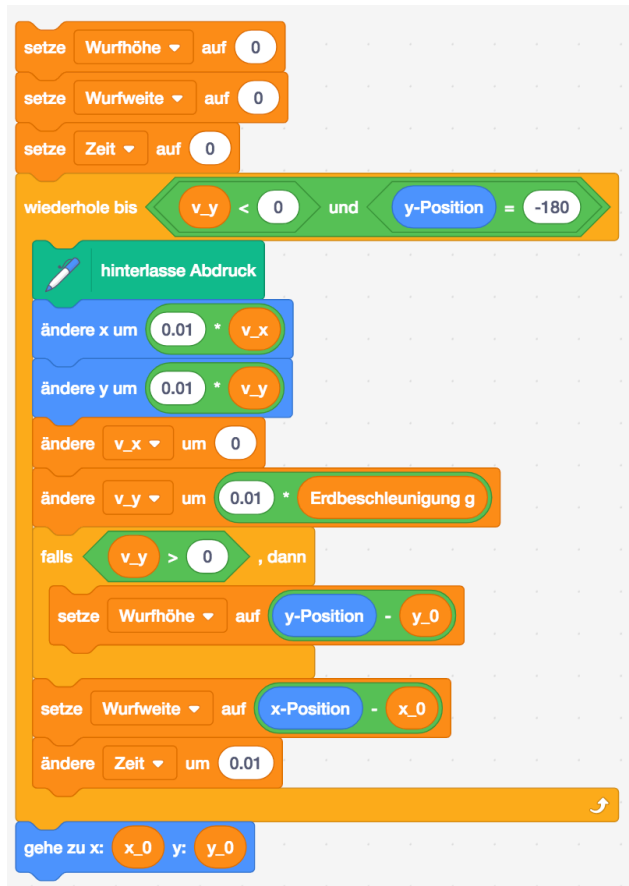 setze Wurfhöhe auf 0
setze Wurfweite auf 0
setze Zeit auf 0
wiederhole bis v_y < 0 und y-Position = -180
hinterlasse Abdruck
ändere x um 0.01 * v_x
ändere y um 0.01 * v_y
ändere v_x um 0
ändere v_y um 0.01 * Erdbeschleunigung g
falls v_y > 0 , dann
setze Wurfhöhe auf y-Position - y_0
setze Wurfweite auf x-Position - x_0
ändere Zeit um 0.01
gehe zu x: x_0 y: y_0